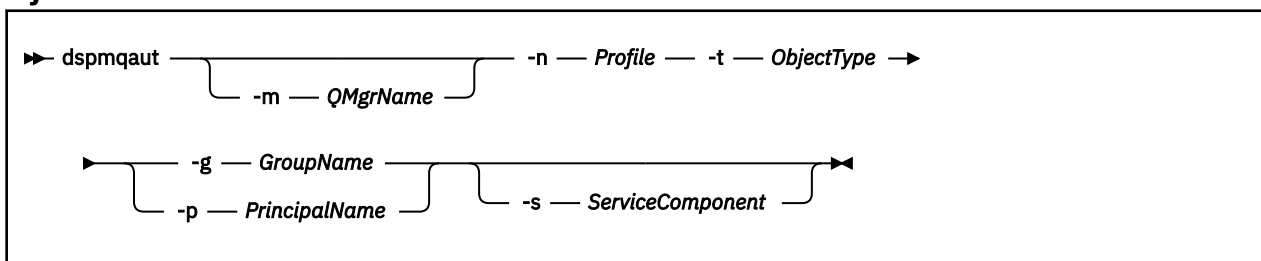 dspmqaut -n Profile -t ObjectType
-m QMgrName
-g GroupName
-p PrincipalName
-s ServiceComponent